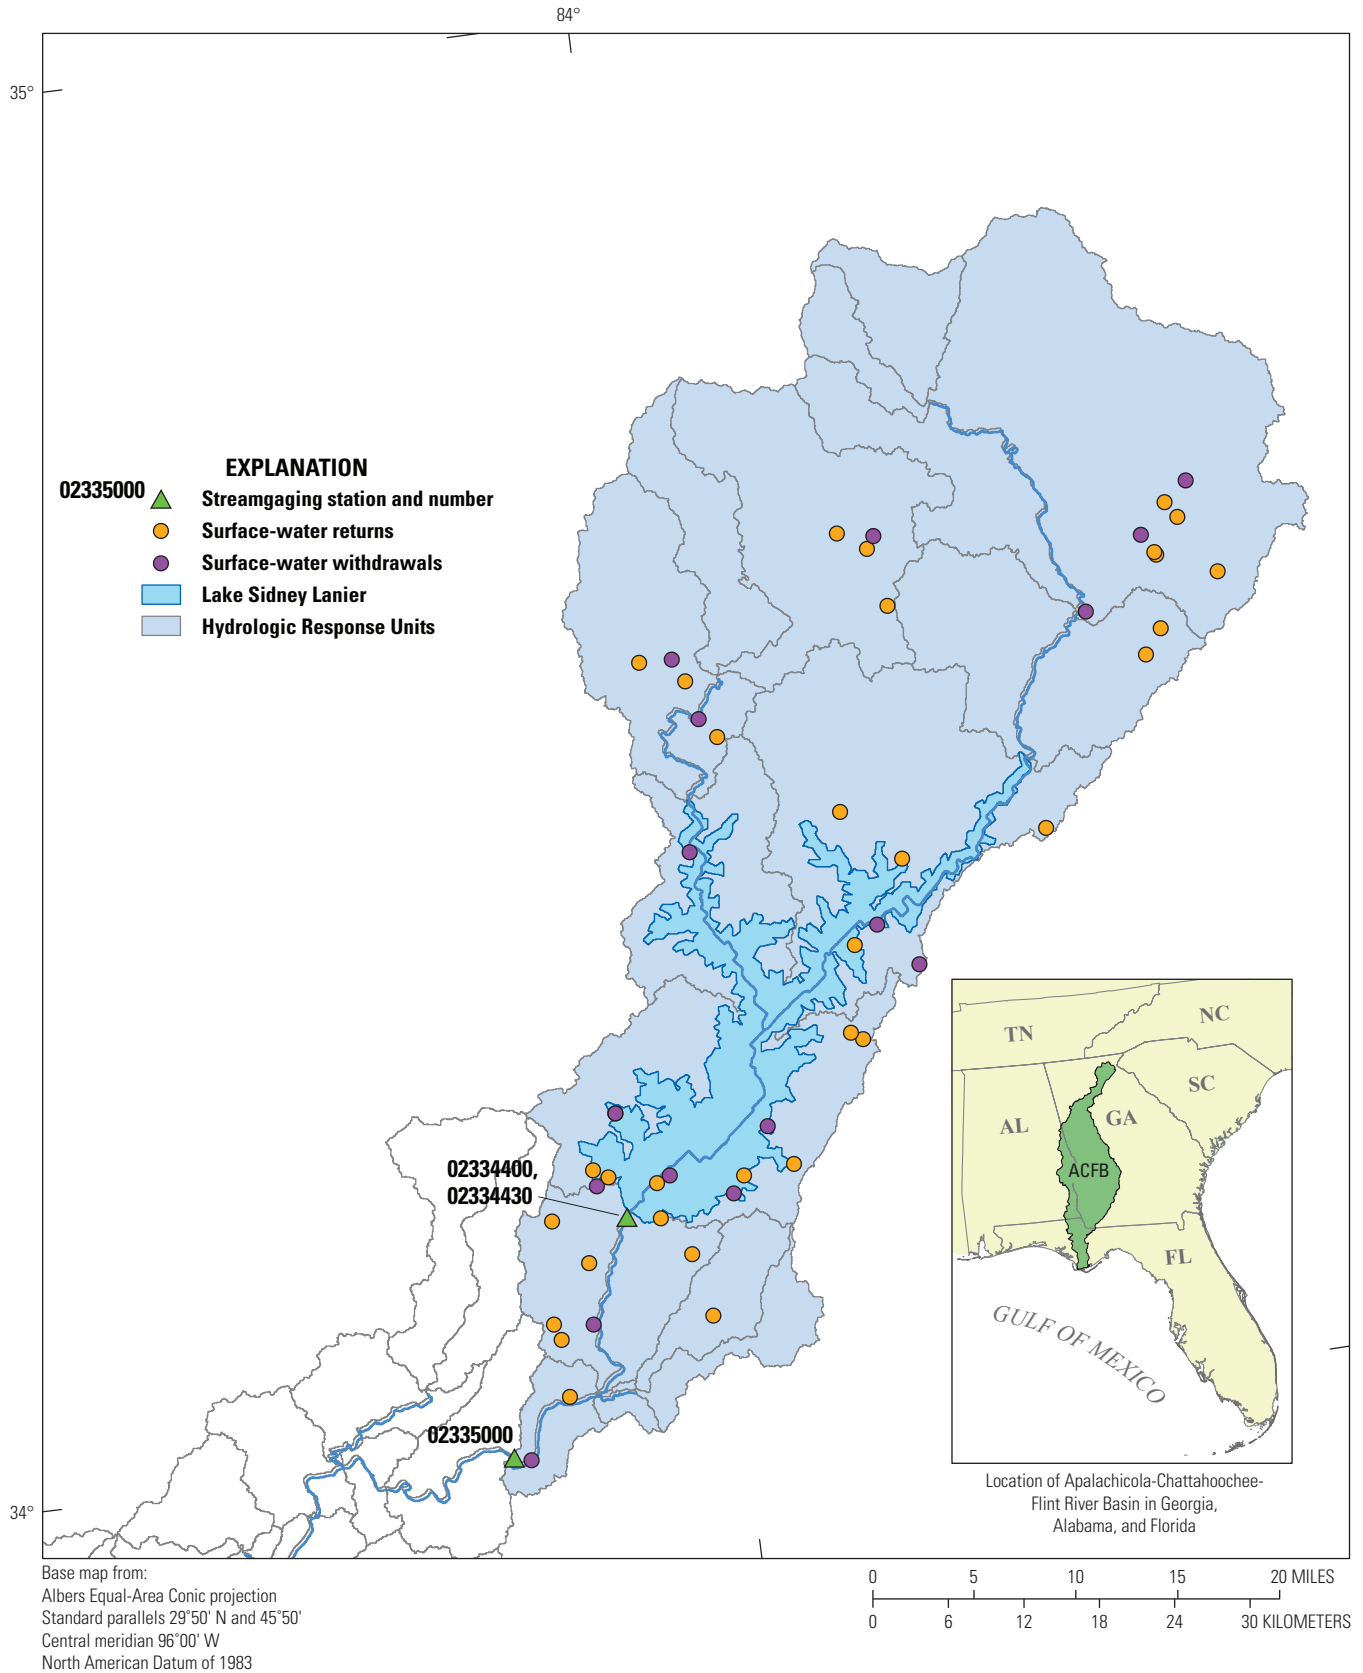 84°
35°
EXPLANATION
02335000
Streamgaging station and number
Surface-water returns
Surface-water withdrawals
Lake Sidney Lanier
Hydrologic Response Units
02334400,
02334430
02335000
34°
TN
NC
SC
AL
GA
ACFB
FL
GULF OF MEXICO
Location of Apalachicola-Chattahoochee-
Flint River Basin in Georgia,
Alabama, and Florida
Base map from:
Albers Equal-Area Conic projection
Standard parallels 29°50' N and 45°50'
Central meridian 96°00' W
North American Datum of 1983
0 5 10 15 20 MILES
0 6 12 18 24 30 KILOMETERS